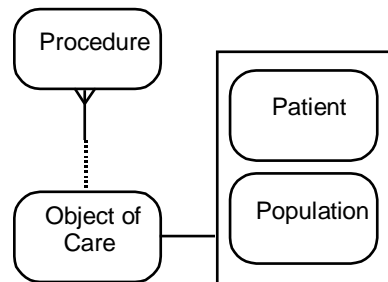 Procedure
Patient
Object of
Care
Population